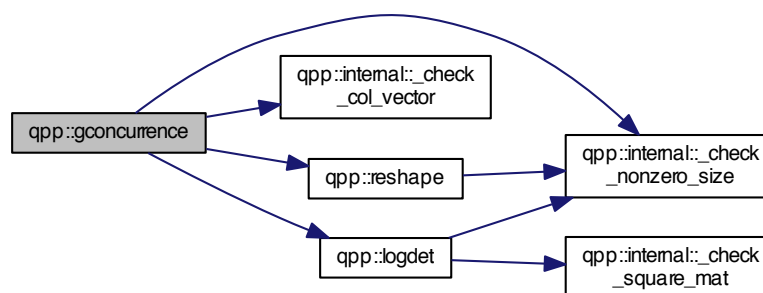 qpp::internal::_check
_col_vector
qpp::gconcurrence
qpp::internal::_check
_nonzero_size
qpp::reshape
qpp::logdet
qpp::internal::_check
_square_mat